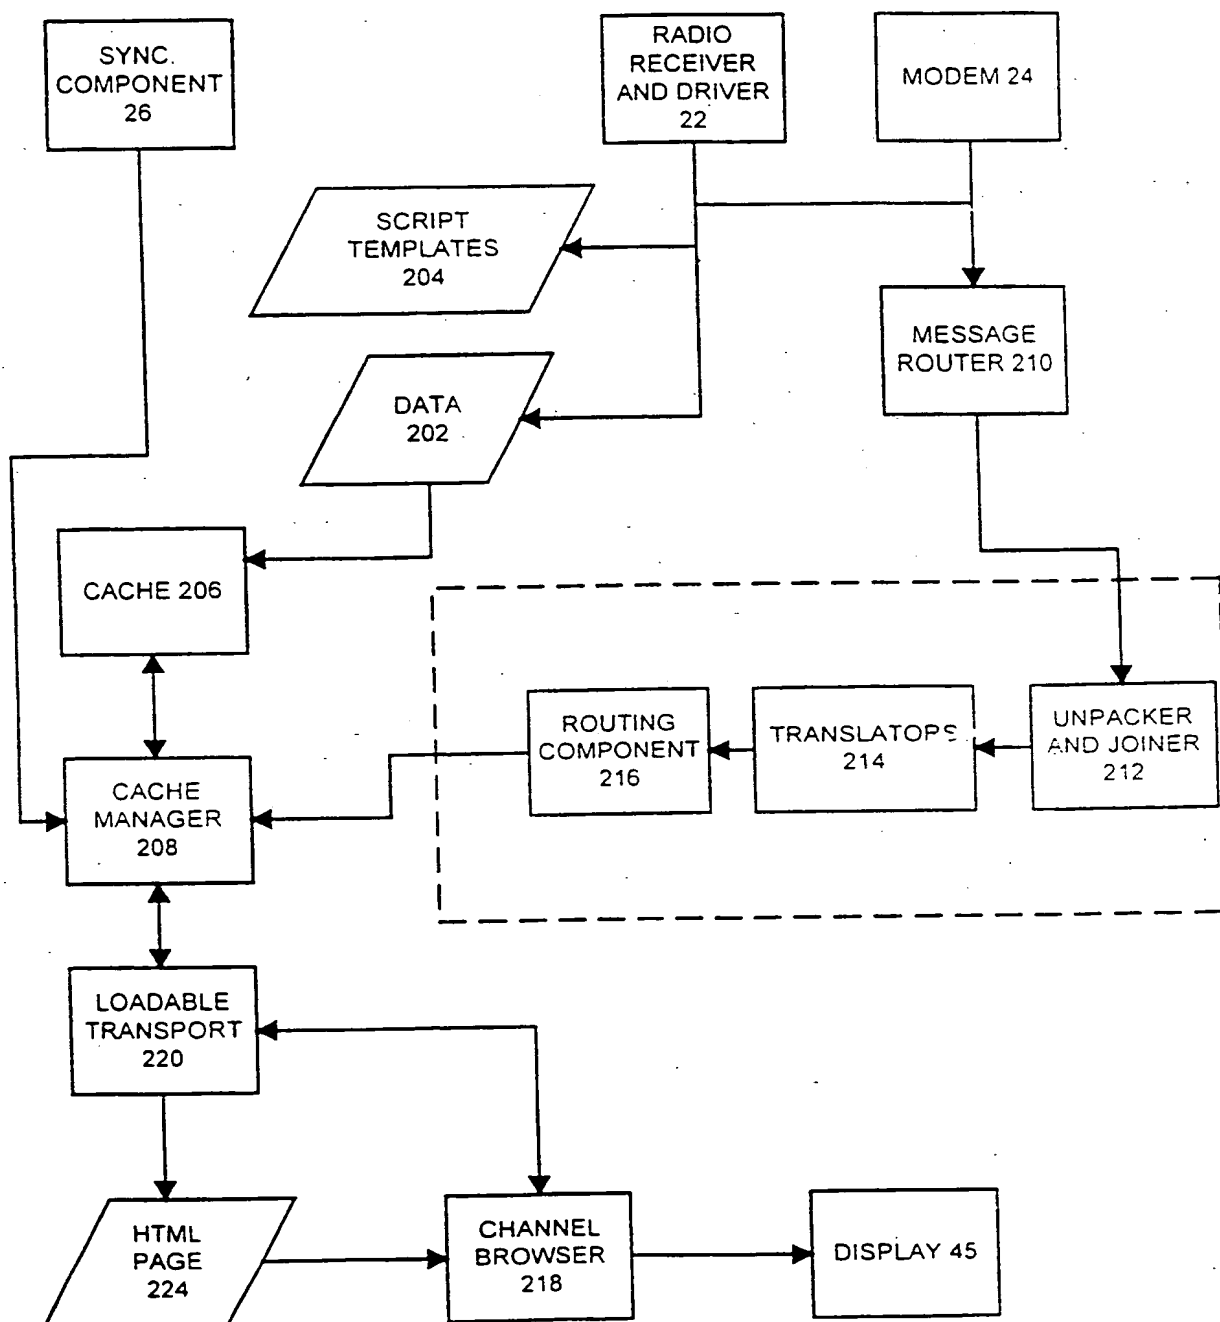 SYNC.
COMPONENT
26
RADIO
RECEIVER
AND DRIVER
22
MODEM 24
SCRIPT
TEMPLATES
204
MESSAGE
ROUTER 210
DATA
202
CACHE 206
ROUTING
COMPONENT
216
TRANSLATOPS
214
UNPACKER
AND JOINER
212
CACHE
MANAGER
208
LOADABLE
TRANSPORT
220
HTML
PAGE
224
CHANNEL
BROWSER
218
DISPLAY 45